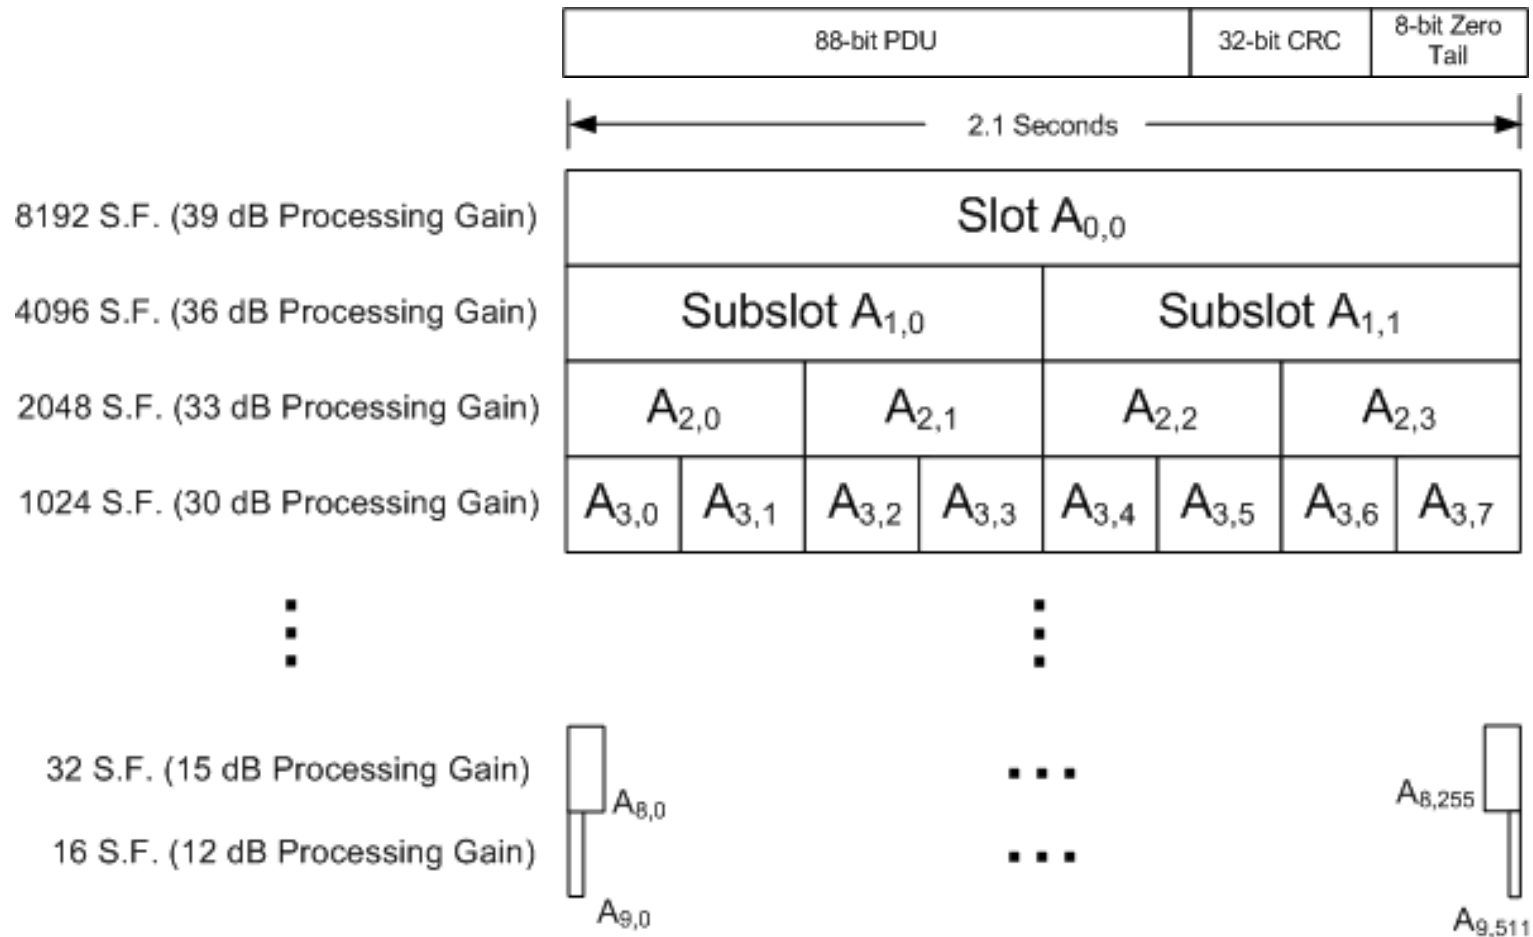 88-bit PDU 32-bit CRC 8-bit Zero
Tail
2.1 Seconds
8192 S.F. (39 dB Processing Gain) Slot A0,0
4096 S.F. (36 dB Processing Gain) Subslot A1,0 Subslot A1,1
2048 S.F. (33 dB Processing Gain) A2,0 A2,1 A2,2 A2,3
1024 S.F. (30 dB Processing Gain) A3,0 A3,1 A3,2 A3,3 A3,4 A3,5 A3,6 A3,7
32 S.F. (15 dB Processing Gain) A8,0 A8,255
16 S.F. (12 dB Processing Gain)
A9,0 A9,511